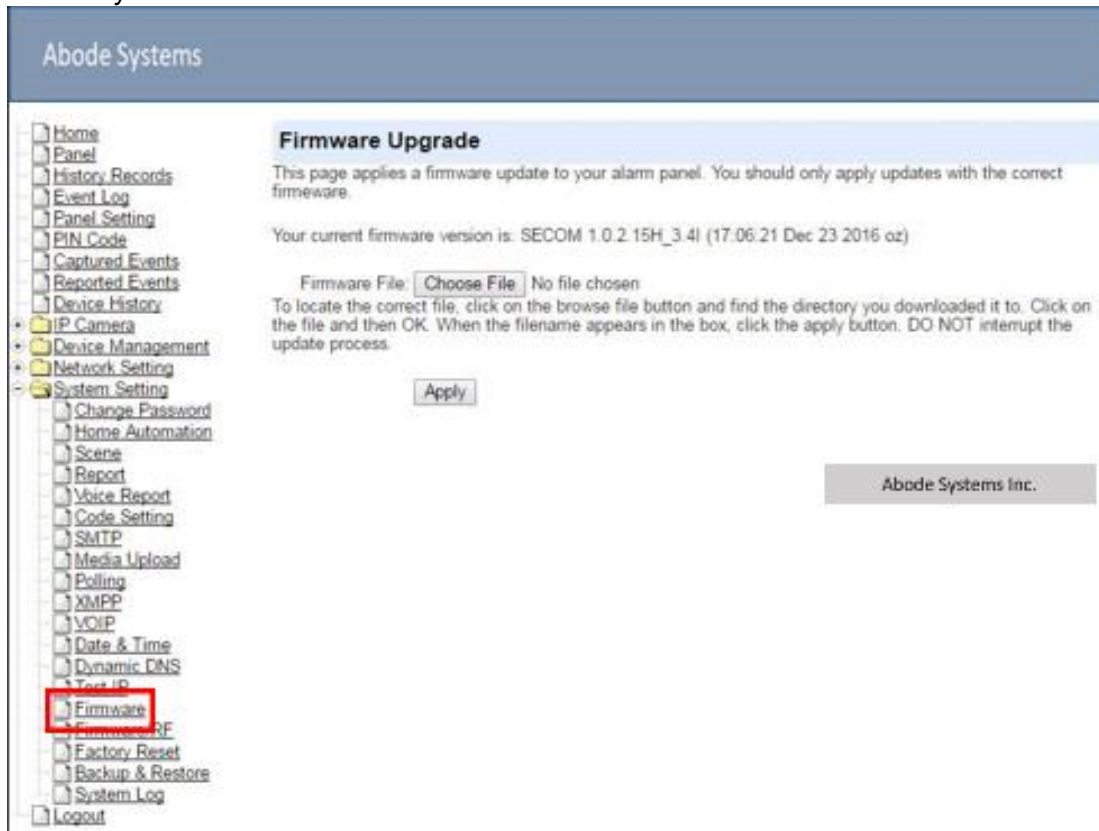 Abode Systems
Home
Panel
History Records
Event Log
Panel Setting
PIN Code
Captured Events
Reported Events
Device History
IP Camera
Device Management
Network Setting
System Setting
Change Password
Home Automation
Scene
Report
Voice Report
Code Setting
SMTP
Media Upload
Polling
XMPP
VOIP
Date & Time
Dynamic DNS
Test IP
Firmware
Firmware RF
Factory Reset
Backup & Restore
System Log
Logout
Firmware Upgrade
This page applies a firmware update to your alarm panel. You should only apply updates with the correct
firmeware.
Your current firmware version is: SECOM 1.0.2.15H_3.4I (17:06:21 Dec 23 2016 oz)
Firmware File: Choose File No file chosen
To locate the correct file, click on the browse file button and find the directory you downloaded it to. Click on
the file and then OK. When the filename appears in the box, click the apply button. DO NOT interrupt the
update process.
Apply
Abode Systems Inc.